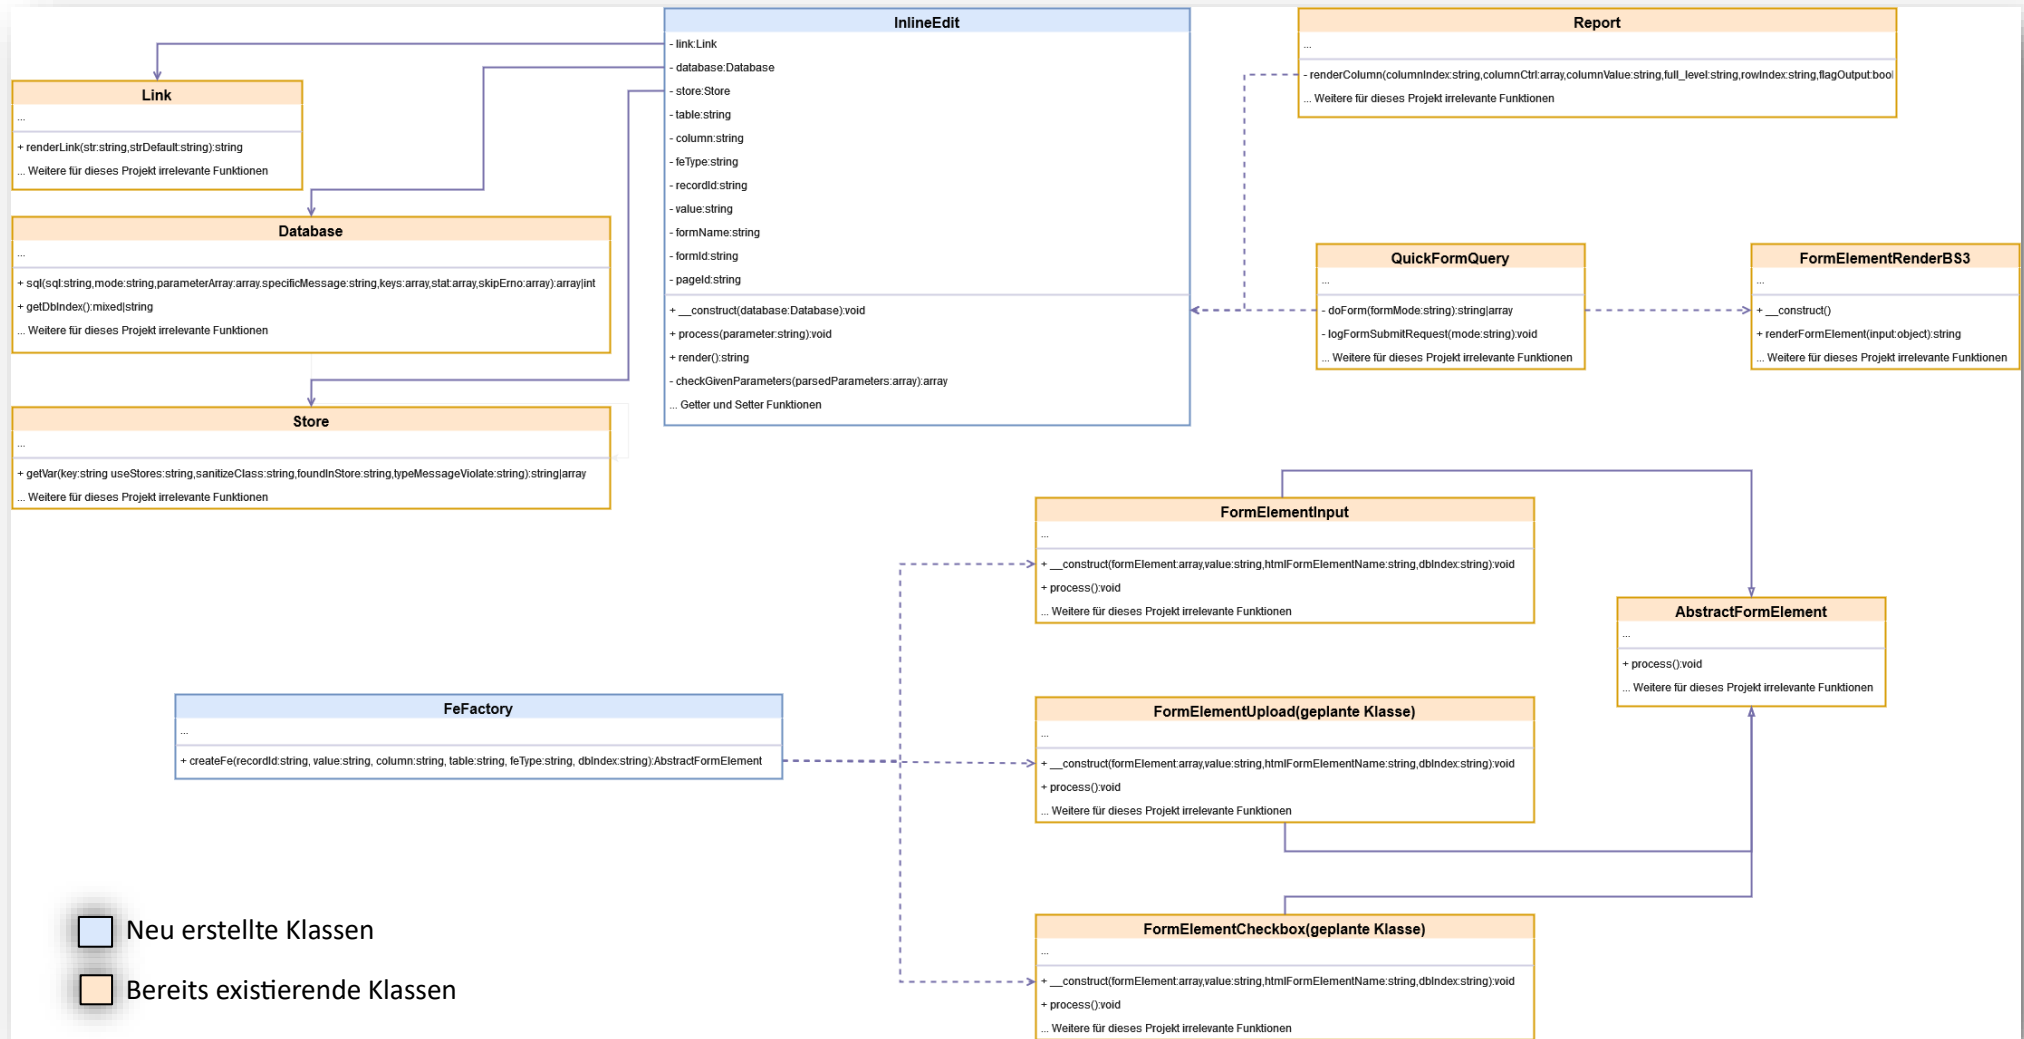 InlineEdit
- link:Link
- database:Database
- store:Store
- table:string
- column:string
- feType:string
- recordId:string
- value:string
- formName:string
- formId:string
- pageId:string
+ __construct(database:Database):void
+ process(parameter:string):void
+ render():string
- checkGivenParameters(parsedParameters:array):array
... Getter und Setter Funktionen
Report
...
- renderColumn(columnIndex:string,columnCtrl:array,columnValue:string,full_level:string,rowIndex:string,flagOutput:bool
... Weitere für dieses Projekt irrelevante Funktionen
Link
...
+ renderLink(str:string,strDefault:string):string
... Weitere für dieses Projekt irrelevante Funktionen
Database
...
+ sql(sql:string,mode:string,parameterArray:array.specificMessage:string,keys:array,stat:array,skipErno:array):array|int
+ getDbIndex():mixed|string
... Weitere für dieses Projekt irrelevante Funktionen
Store
...
+ getVar(key:string useStores:string,sanitizeClass:string,foundInStore:string,typeMessageViolate:string):string|array
... Weitere für dieses Projekt irrelevante Funktionen
QuickFormQuery
...
- doForm(formMode:string):string|array
- logFormSubmitRequest(mode:string):void
... Weitere für dieses Projekt irrelevante Funktionen
FormElementRenderBS3
...
+ __construct()
+ renderFormElement(input:object):string
... Weitere für dieses Projekt irrelevante Funktionen
FormElementInput
...
+ __construct(formElement:array,value:string,htmlFormElementName:string,dbIndex:string):void
+ process():void
... Weitere für dieses Projekt irrelevante Funktionen
AbstractFormElement
...
+ process():void
... Weitere für dieses Projekt irrelevante Funktionen
FeFactory
...
+ createFe(recordId:string, value:string, column:string, table:string, feType:string, dbIndex:string):AbstractFormElement
FormElementUpload(geplante Klasse)
...
+ __construct(formElement:array,value:string,htmlFormElementName:string,dbIndex:string):void
+ process():void
... Weitere für dieses Projekt irrelevante Funktionen
FormElementCheckbox(geplante Klasse)
...
+ __construct(formElement:array,value:string,htmlFormElementName:string,dbIndex:string):void
+ process():void
... Weitere für dieses Projekt irrelevante Funktionen
Neu erstellte Klassen
Bereits existierende Klassen